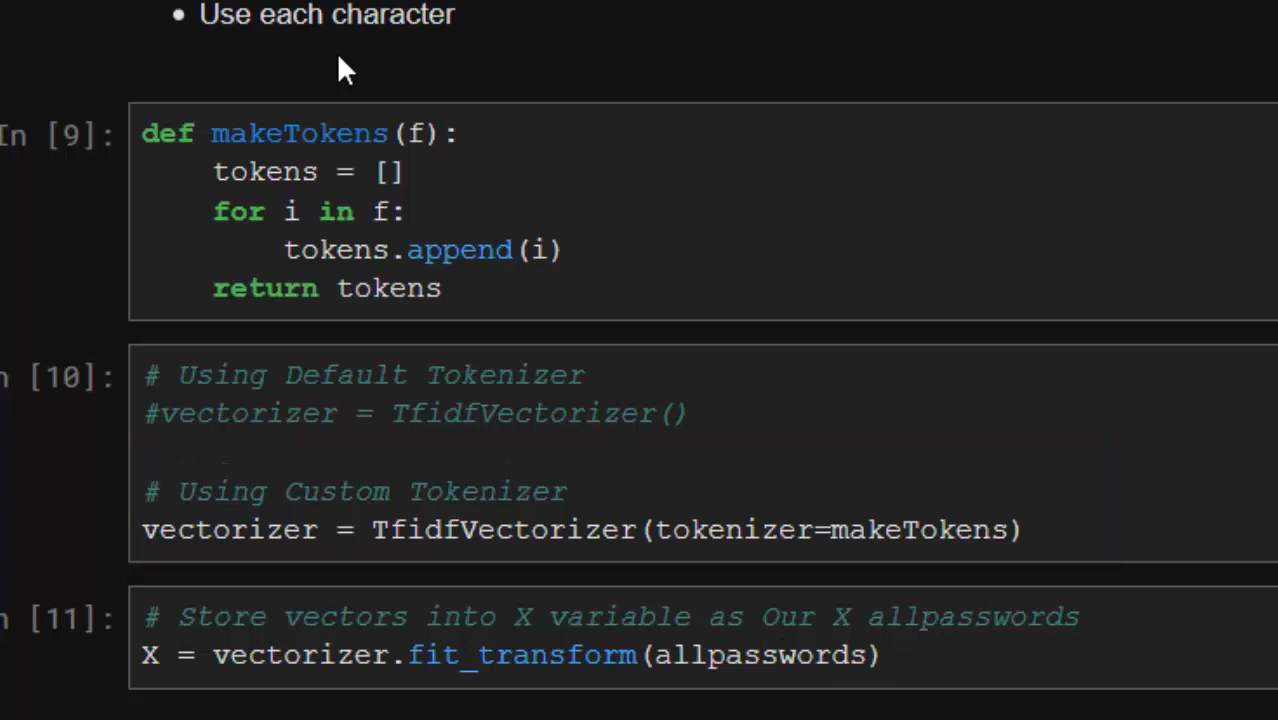 • Use each character
In [9]:
def makeTokens(f):
    tokens = []
    for i in f:
        tokens.append(i)
    return tokens
n [10]:
# Using Default Tokenizer
#vectorizer = TfidfVectorizer()
# Using Custom Tokenizer
vectorizer = TfidfVectorizer(tokenizer=makeTokens)
n [11]:
# Store vectors into X variable as Our X allpasswords
X = vectorizer.fit_transform(allpasswords)